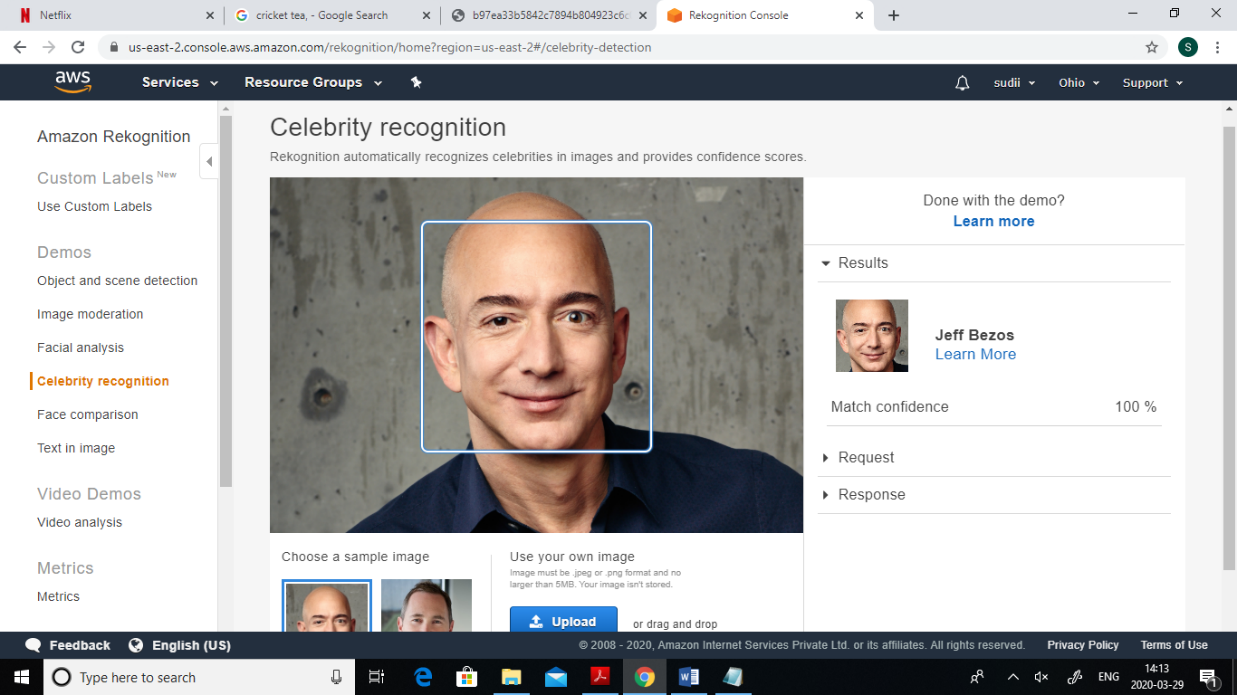 Netflix
cricket tea, - Google Search
b97ea33b5842c7894b804923c6c
Rekognition Console
us-east-2.console.aws.amazon.com/rekognition/home?region=us-east-2#/celebrity-detection
S
aws
Services
Resource Groups
sudii
Ohio
Support
Amazon Rekognition
Custom Labels New
Use Custom Labels
Demos
Object and scene detection
Image moderation
Facial analysis
Celebrity recognition
Face comparison
Text in image
Video Demos
Video analysis
Metrics
Metrics
Celebrity recognition
Rekognition automatically recognizes celebrities in images and provides confidence scores.
Choose a sample image
Use your own image
Image must be .jpeg or .png format and no
larger than 5MB. Your image isn't stored.
Upload
or drag and drop
Done with the demo?
Learn more
Results
Jeff Bezos
Learn More
Match confidence 100 %
Request
Response
Feedback
English (US)
© 2008 - 2020, Amazon Internet Services Private Ltd. or its affiliates. All rights reserved.
Privacy Policy
Terms of Use
Type here to search
ENG
14:13
2020-03-29
1